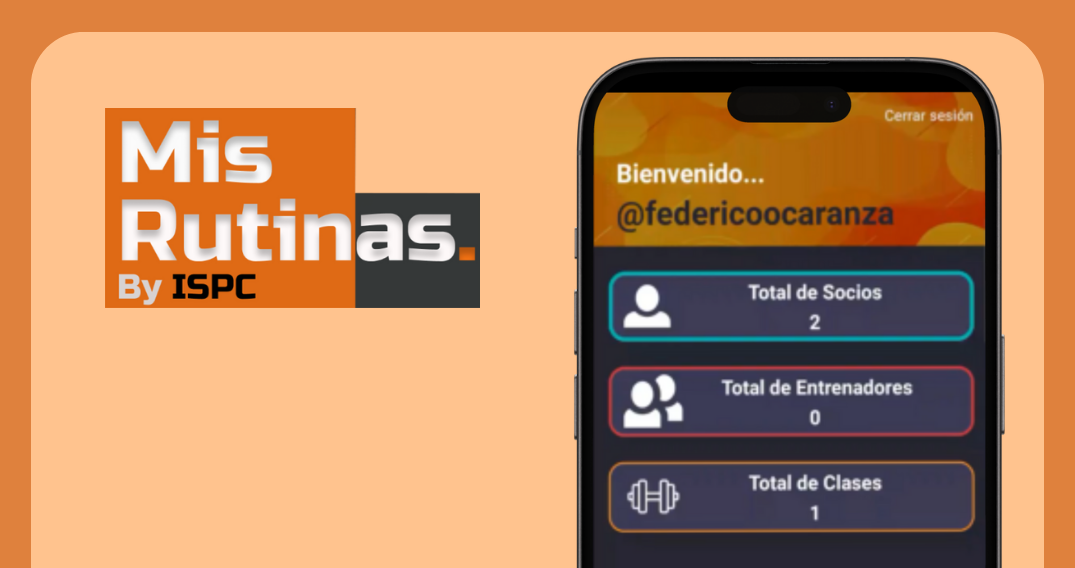 Mis
Rutinas.
By ISPC
Cerrar sesión
Bienvenido...
@federicoocaranza
Total de Socios
2
Total de Entrenadores
0
Total de Clases
1